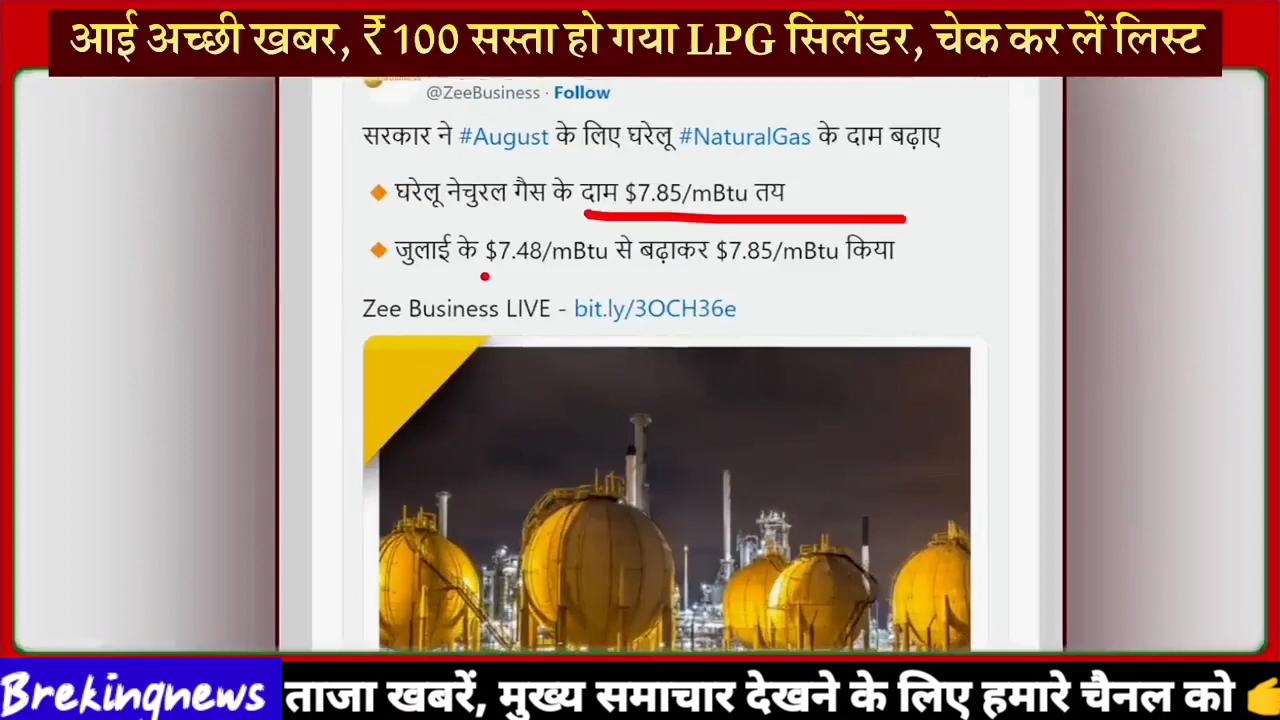 आई अच्छी खबर, ₹100 सस्ता हो गया LPG सिलेंडर, चेक कर लें लिस्ट
@ZeeBusiness · Follow
सरकार ने #August के लिए घरेलू #NaturalGas के दाम बढ़ाए
🔸 घरेलू नेचुरल गैस के दाम $7.85/mBtu तय
🔸 जुलाई के $7.48/mBtu से बढ़ाकर $7.85/mBtu किया
Zee Business LIVE - bit.ly/3OCH36e
Brekingnews ताजा खबरें, मुख्य समाचार देखने के लिए हमारे चैनल को